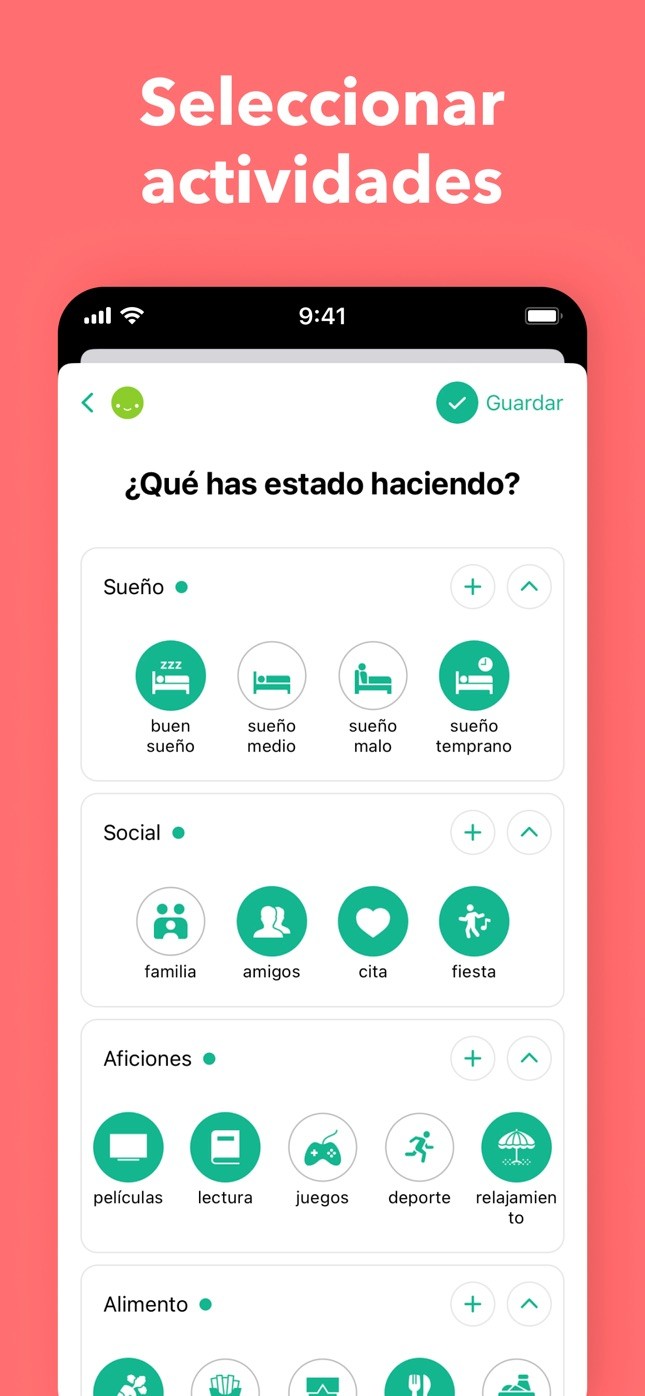 Seleccionar
actividades
9:41
Guardar
¿Qué has estado haciendo?
Sueño
zzz
buen
sueño
sueño
medio
sueño
malo
sueño
temprano
Social
familia
amigos
cita
fiesta
Aficiones
películas
lectura
juegos
deporte
relajamien
to
Alimento